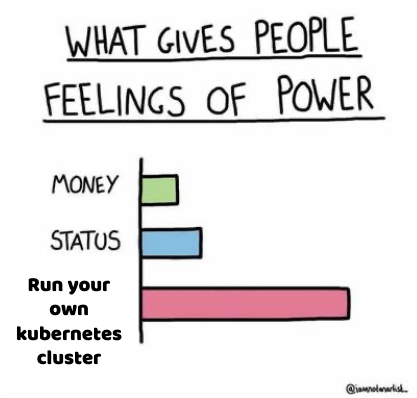 WHAT GIVES PEOPLE
FEELINGS OF POWER
MONEY
STATUS
Run your
own
kubernetes
cluster
@iamnotanartist_